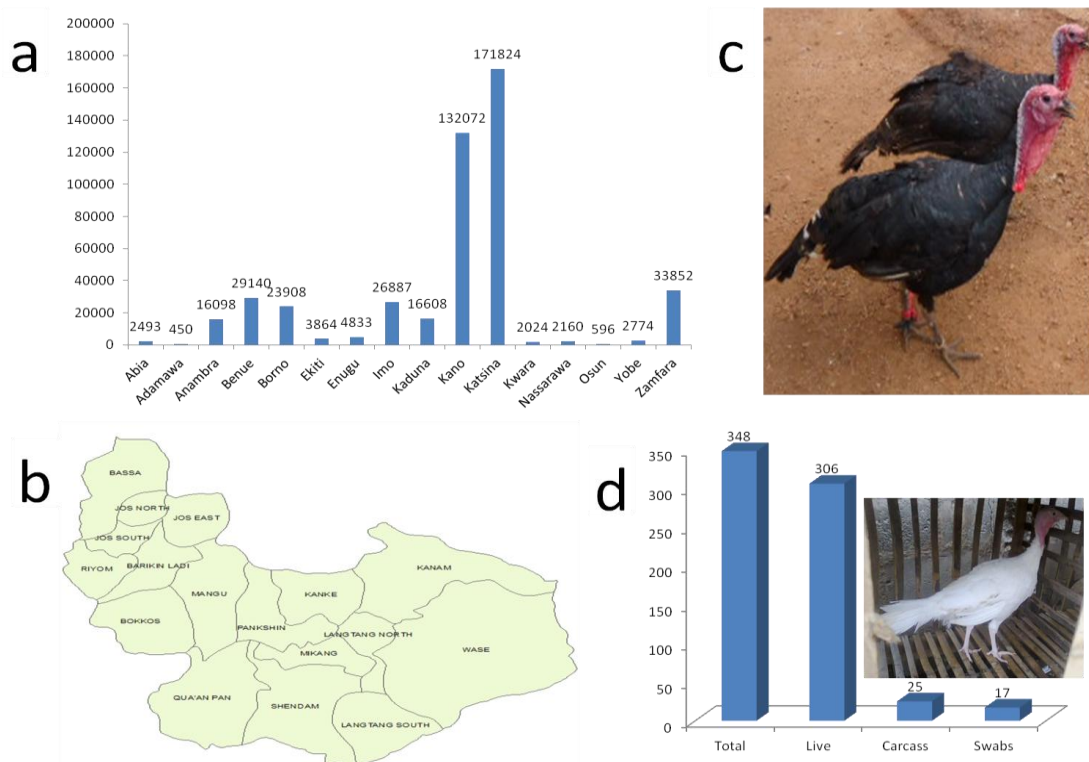 a
200000
180000
160000
140000
120000
100000
80000
60000
40000
20000
0
2493
450
16098
29140
23908
3864
4833
26887
16608
132072
171824
2024
2160
596
2774
33852
Abia
Adamawa
Anambra
Benue
Borno
Ekiti
Enugu
Imo
Kaduna
Kano
Katsina
Kwara
Nassarawa
Osun
Yobe
Zamfara
c
b
BASSA
JOS NORTH
JOS EAST
JOS SOUTH
RIYOM
BARIKIN LADI
MANGU
BOKKOS
PANKSHIN
KANKE
KANAM
LANGTANG NORTH
MIKANG
WASE
QUA'AN PAN
SHENDAM
LANGTANG SOUTH
d
350
300
250
200
150
100
50
0
348
306
25
17
Total
Live
Carcass
Swabs